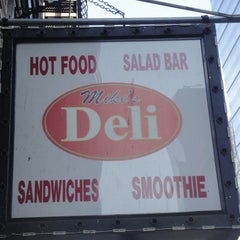 HOT FOOD SALAD BAR
Mike's
Deli
SANDWICHES SMOOTHIE